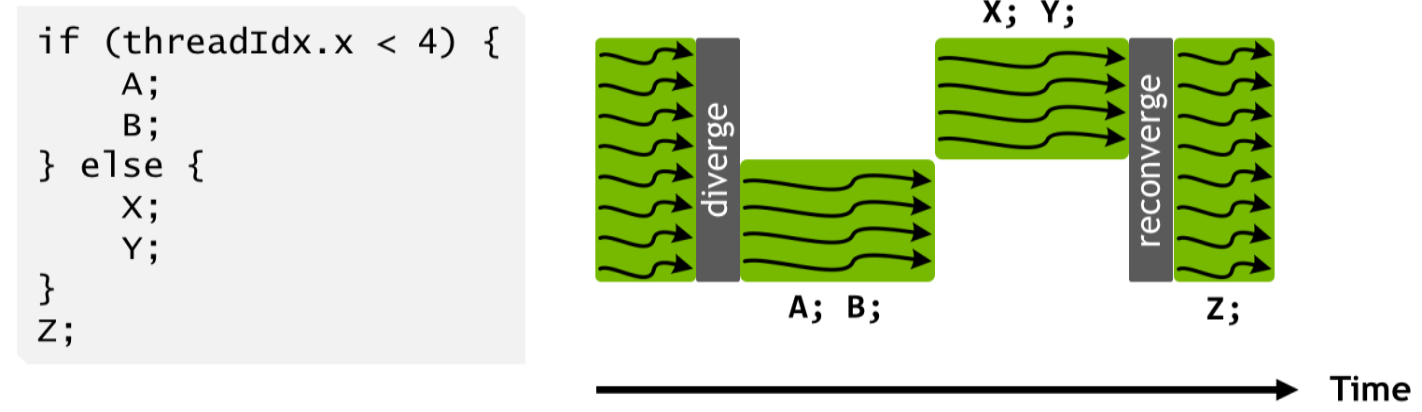 if (threadIdx.x < 4) {
    A;
    B;
} else {
    X;
    Y;
}
Z;
X; Y;
diverge
reconverge
A; B;
Z;
Time